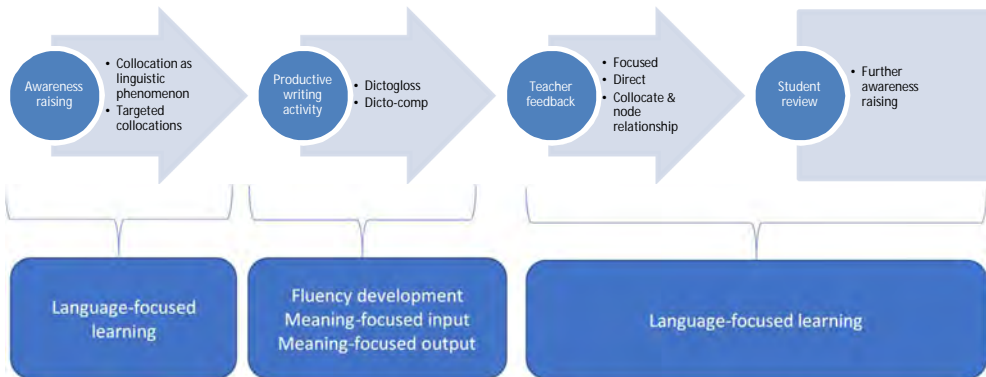 Awareness
raising
• Collocation as
linguistic
phenomenon
• Targeted
collocations
Productive
writing
activity
• Dictogloss
• Dicto-comp
Teacher
feedback
• Focused
• Direct
• Collocate &
node
relationship
Student
review
• Further
awareness
raising
Language-focused
learning
Fluency development
Meaning-focused input
Meaning-focused output
Language-focused learning